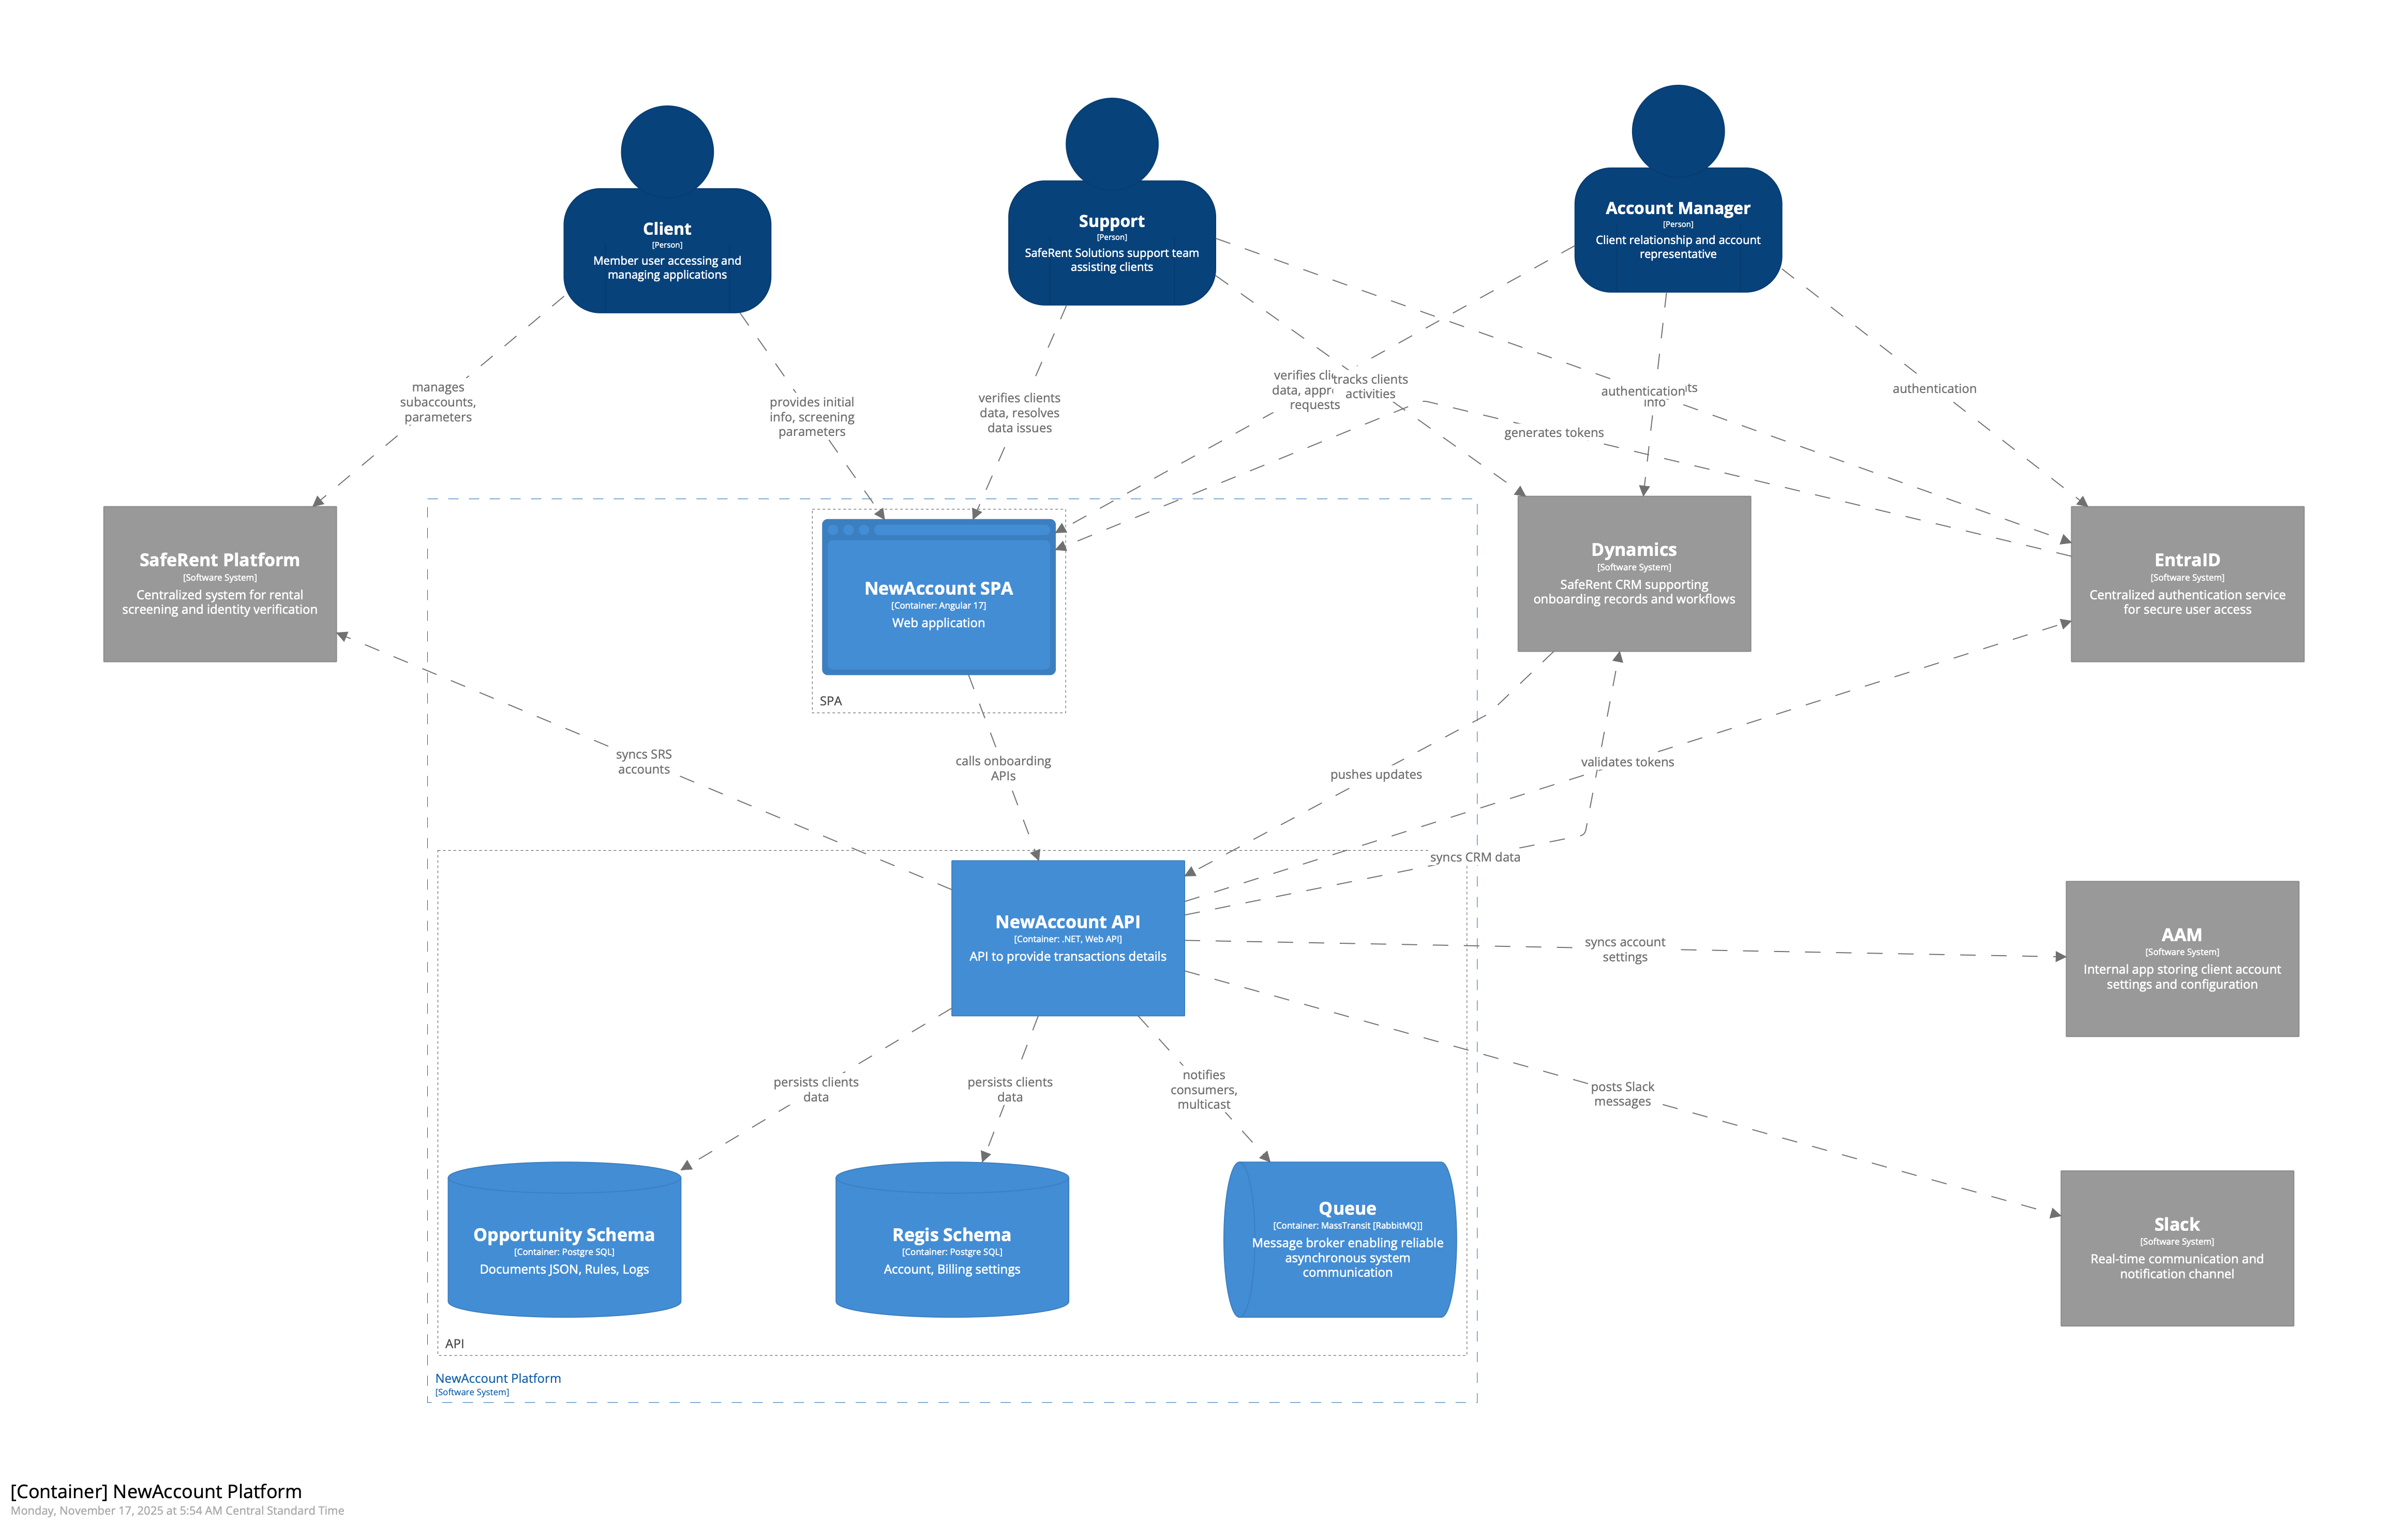 Client
[Person]
Member user accessing and
managing applications
Support
[Person]
SafeRent Solutions support team
assisting clients
Account Manager
[Person]
Client relationship and account
representative
manages
subaccounts,
parameters
provides initial
info, screening
parameters
verifies clients
data, resolves
data issues
verifies
data,
requests
tracks clients
activities
authentication
info
authentication
generates tokens
SafeRent Platform
[Software System]
Centralized system for rental
screening and identity verification
NewAccount SPA
[Container: Angular 17]
Web application
SPA
Dynamics
[Software System]
SafeRent CRM supporting
onboarding records and workflows
EntraID
[Software System]
Centralized authentication service
for secure user access
syncs SRS
accounts
calls onboarding
APIs
pushes updates
validates tokens
syncs CRM data
NewAccount API
[Container: .NET, Web API]
API to provide transactions details
syncs account
settings
AAM
[Software System]
Internal app storing client account
settings and configuration
persists clients
data
persists clients
data
notifies
consumers,
multicast
posts Slack
messages
Opportunity Schema
[Container: Postgre SQL]
Documents JSON, Rules, Logs
Regis Schema
[Container: Postgre SQL]
Account, Billing settings
Queue
[Container: MassTransit [RabbitMQ]]
Message broker enabling reliable
asynchronous system
communication
Slack
[Software System]
Real-time communication and
notification channel
API
NewAccount Platform
[Software System]
[Container] NewAccount Platform
Monday, November 17, 2025 at 5:54 AM Central Standard Time